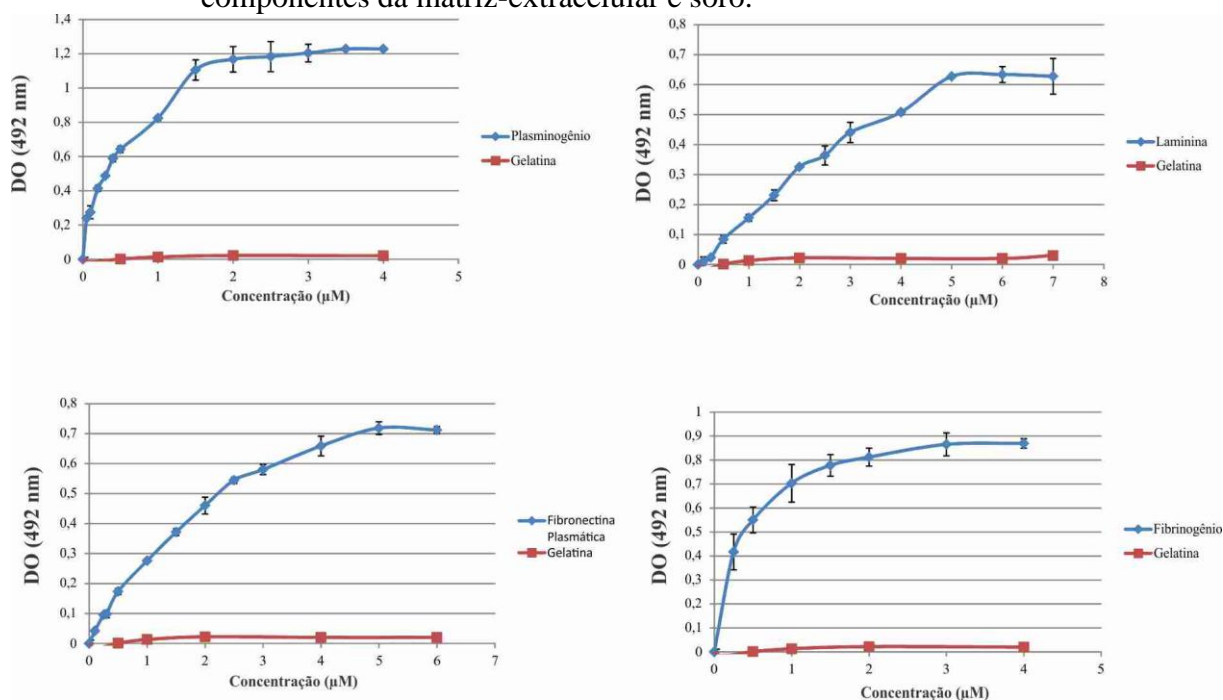 componentes da matriz-extracelular e soro.
DO (492 nm)
1,4
1,2
1
0,8
0,6
0,4
0,2
0
0 1 2 3 4 5
Concentração (µM)
Plasminogênio
Gelatina
DO (492 nm)
0,8
0,7
0,6
0,5
0,4
0,3
0,2
0,1
0
0 1 2 3 4 5 6 7 8
Concentração (µM)
Laminina
Gelatina
DO (492 nm)
0,8
0,7
0,6
0,5
0,4
0,3
0,2
0,1
0
0 1 2 3 4 5 6 7
Concentração (µM)
Fibronectina
Plasmática
Gelatina
DO (492 nm)
1
0,9
0,8
0,7
0,6
0,5
0,4
0,3
0,2
0,1
0
0 1 2 3 4 5
Concentração (µM)
Fibrinogênio
Gelatina